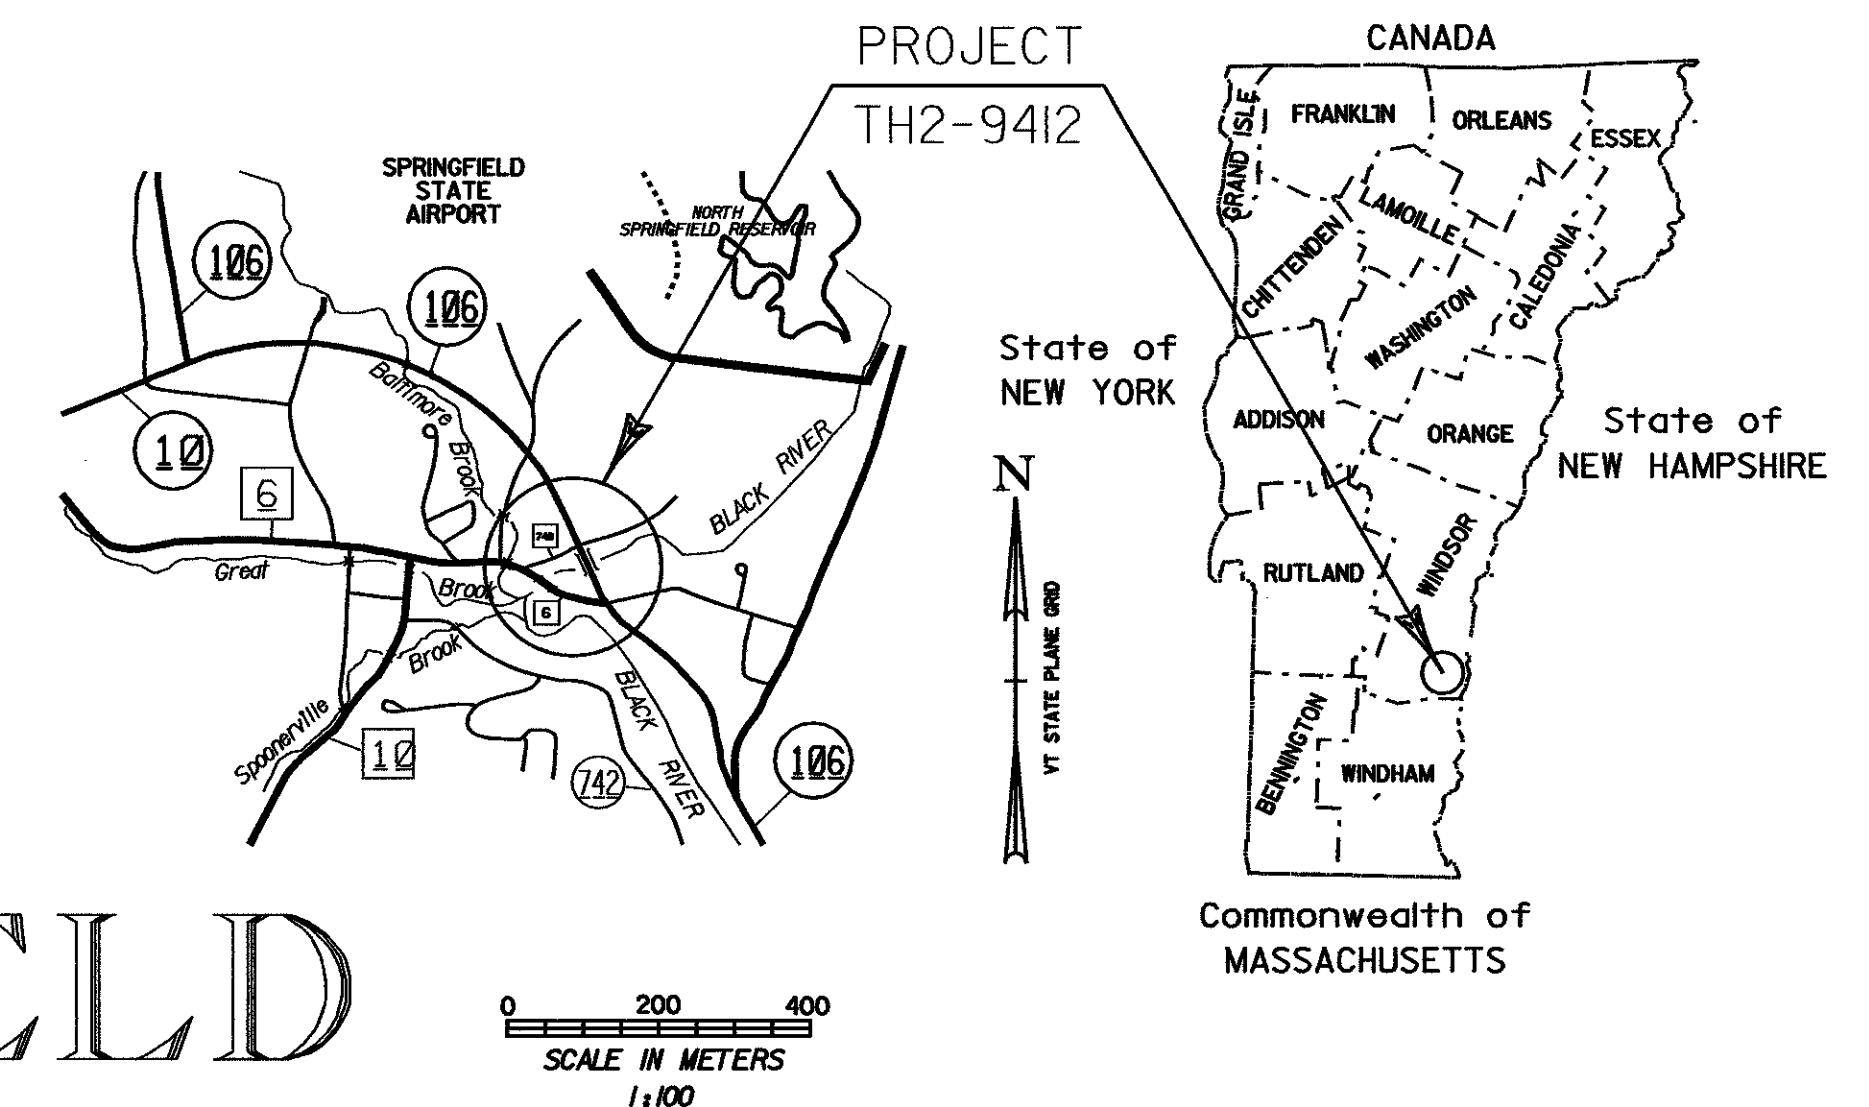 PROJECT
TH2-9412
SPRINGFIELD
STATE
AIRPORT
NORTH
SPRINGFIELD RESERVOIR
106
106
10
6
Baltimore
Brook
BLACK RIVER
Great
Brook
6
Brook
Spoonerville
10
BLACK
RIVER
742
106
N
VT STATE PLANE GRID
CANADA
GRAND ISLE
FRANKLIN
ORLEANS
ESSEX
LAMOILLE
CHITTENDEN
CALEDONIA
WASHINGTON
State of
NEW YORK
ADDISON
ORANGE
State of
NEW HAMPSHIRE
RUTLAND
WINDSOR
BENNINGTON
WINDHAM
Commonwealth of
MASSACHUSETTS
ELD
0 200 400
SCALE IN METERS
1:100